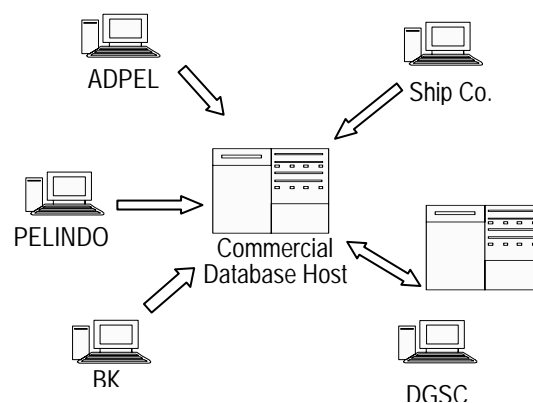 ADPEL
Ship Co.
PELINDO
Commercial
Database Host
BK
DGSC